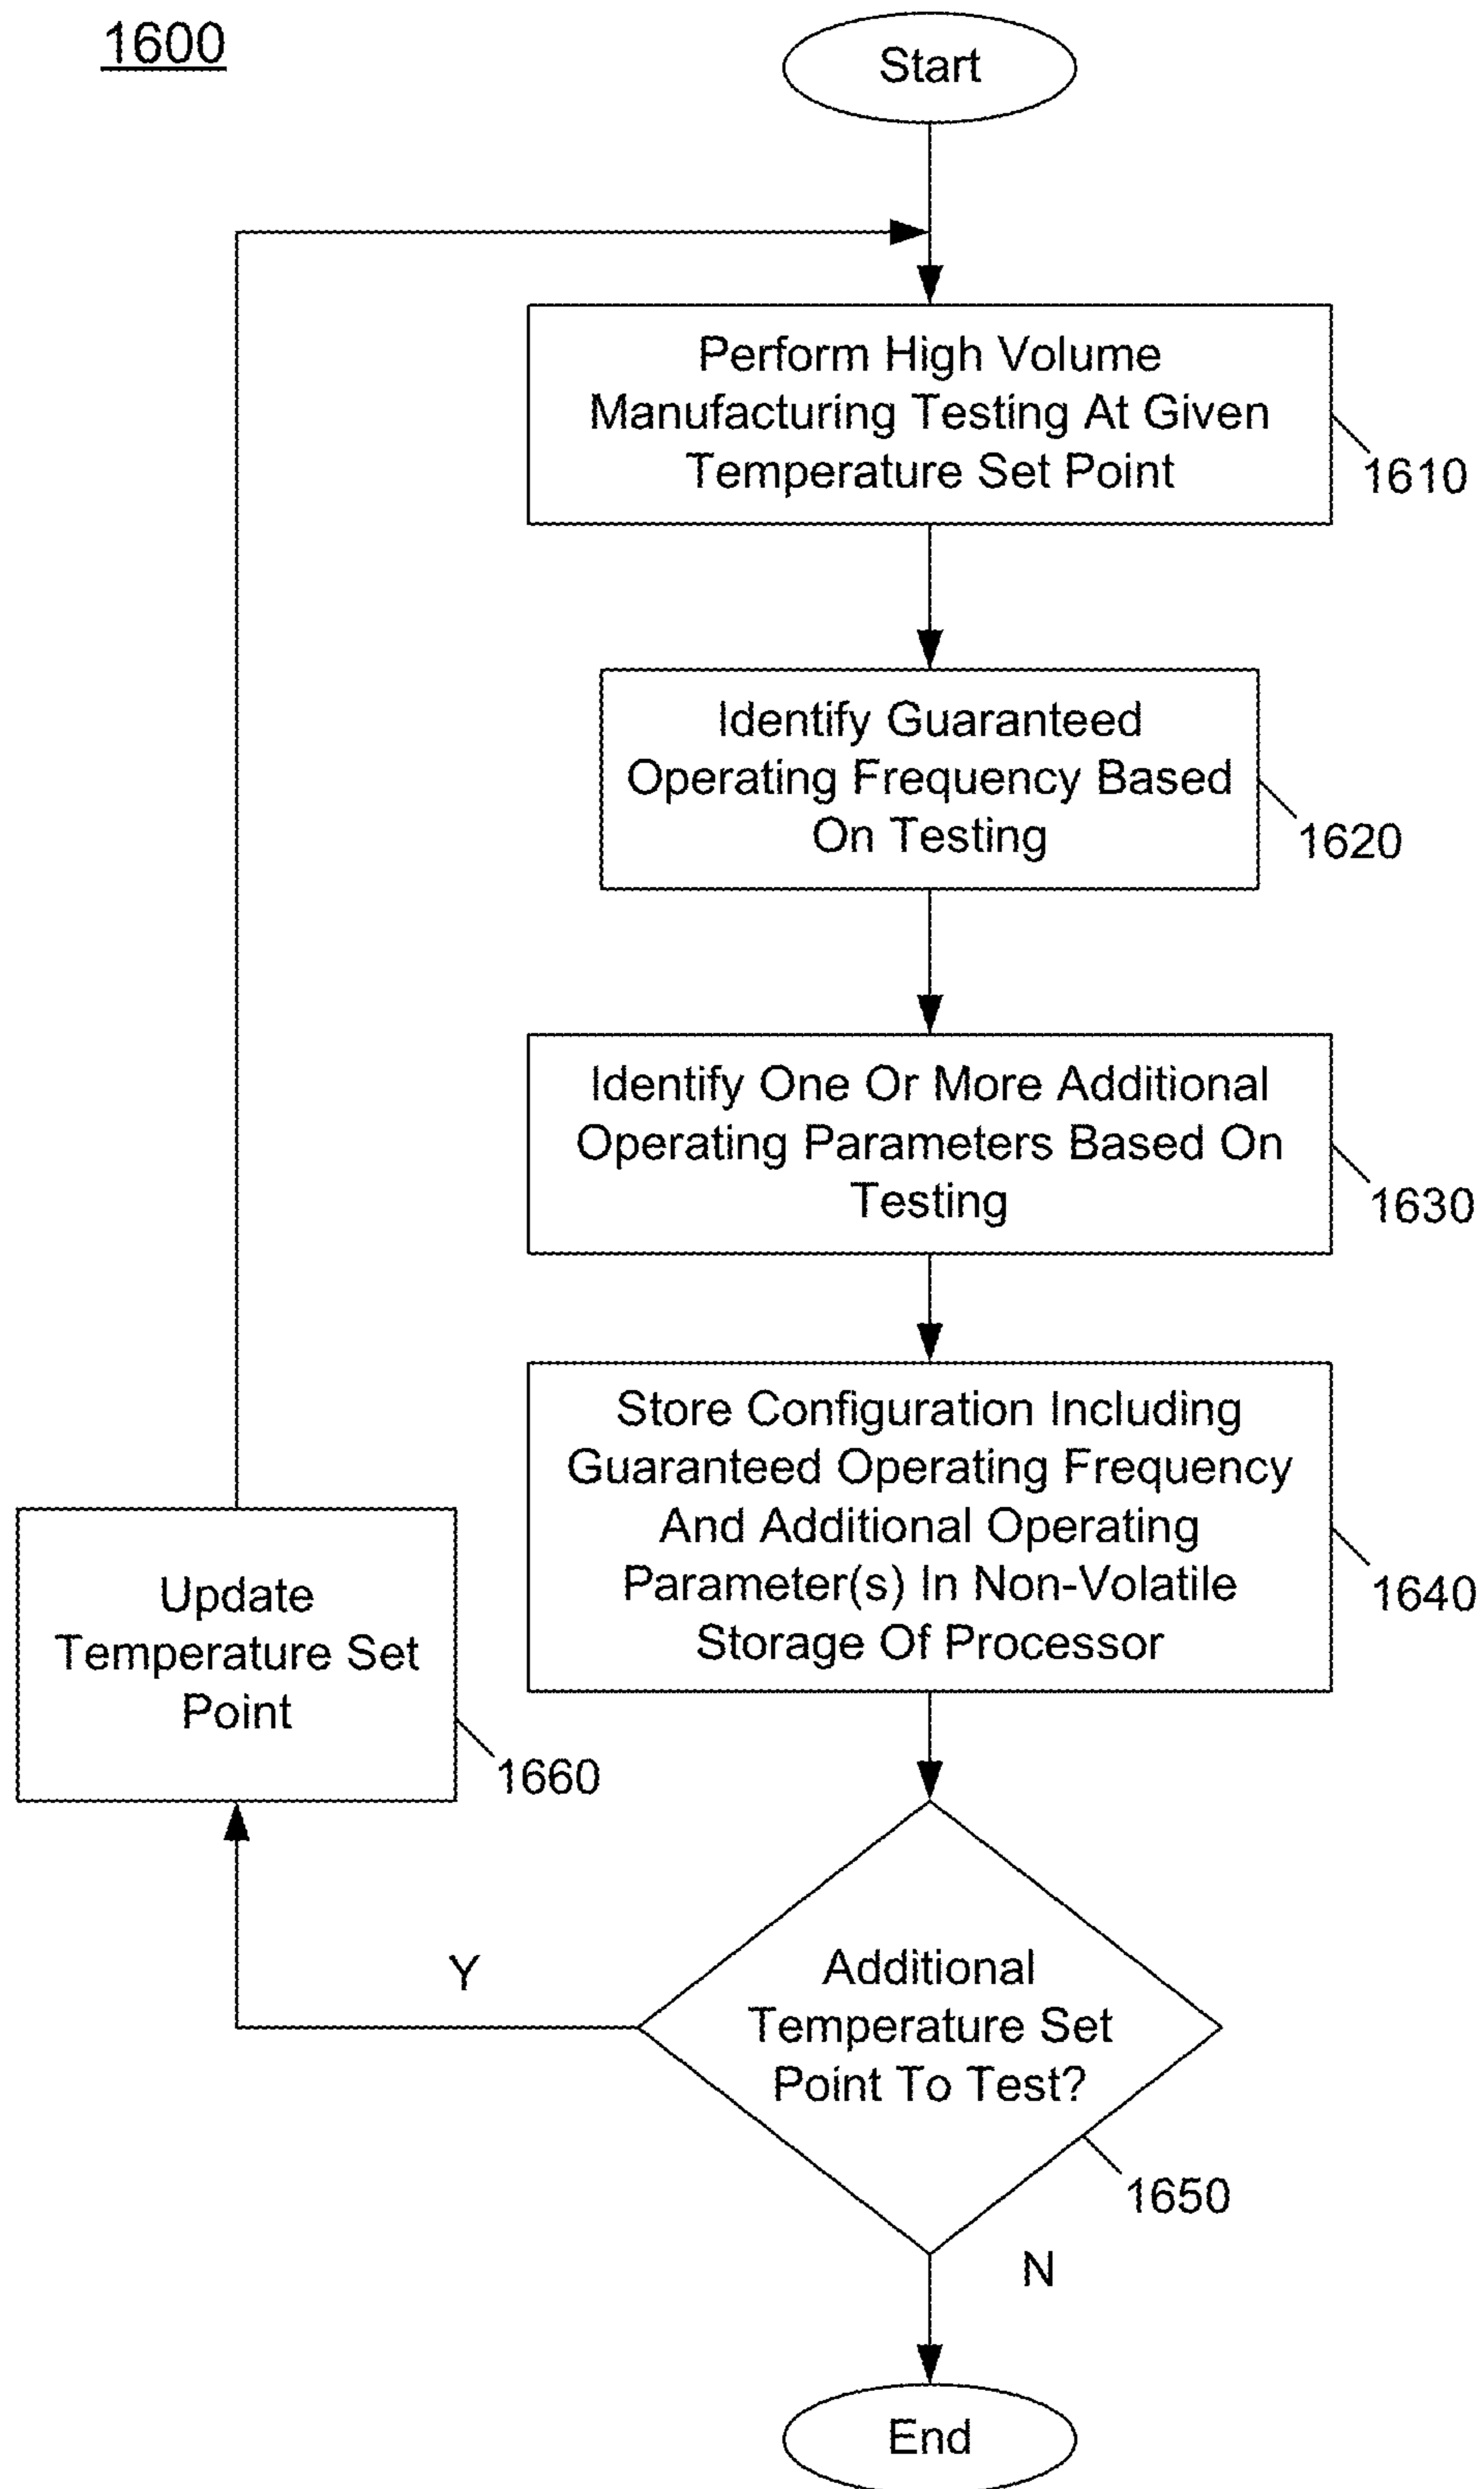 1600
Start
Perform High Volume
Manufacturing Testing At Given
Temperature Set Point
1610
Identify Guaranteed
Operating Frequency Based
On Testing
1620
Identify One Or More Additional
Operating Parameters Based On
Testing
1630
Store Configuration Including
Guaranteed Operating Frequency
And Additional Operating
Parameter(s) In Non-Volatile
Storage Of Processor
1640
Update
Temperature Set
Point
1660
Y
Additional
Temperature Set
Point To Test?
1650
N
End